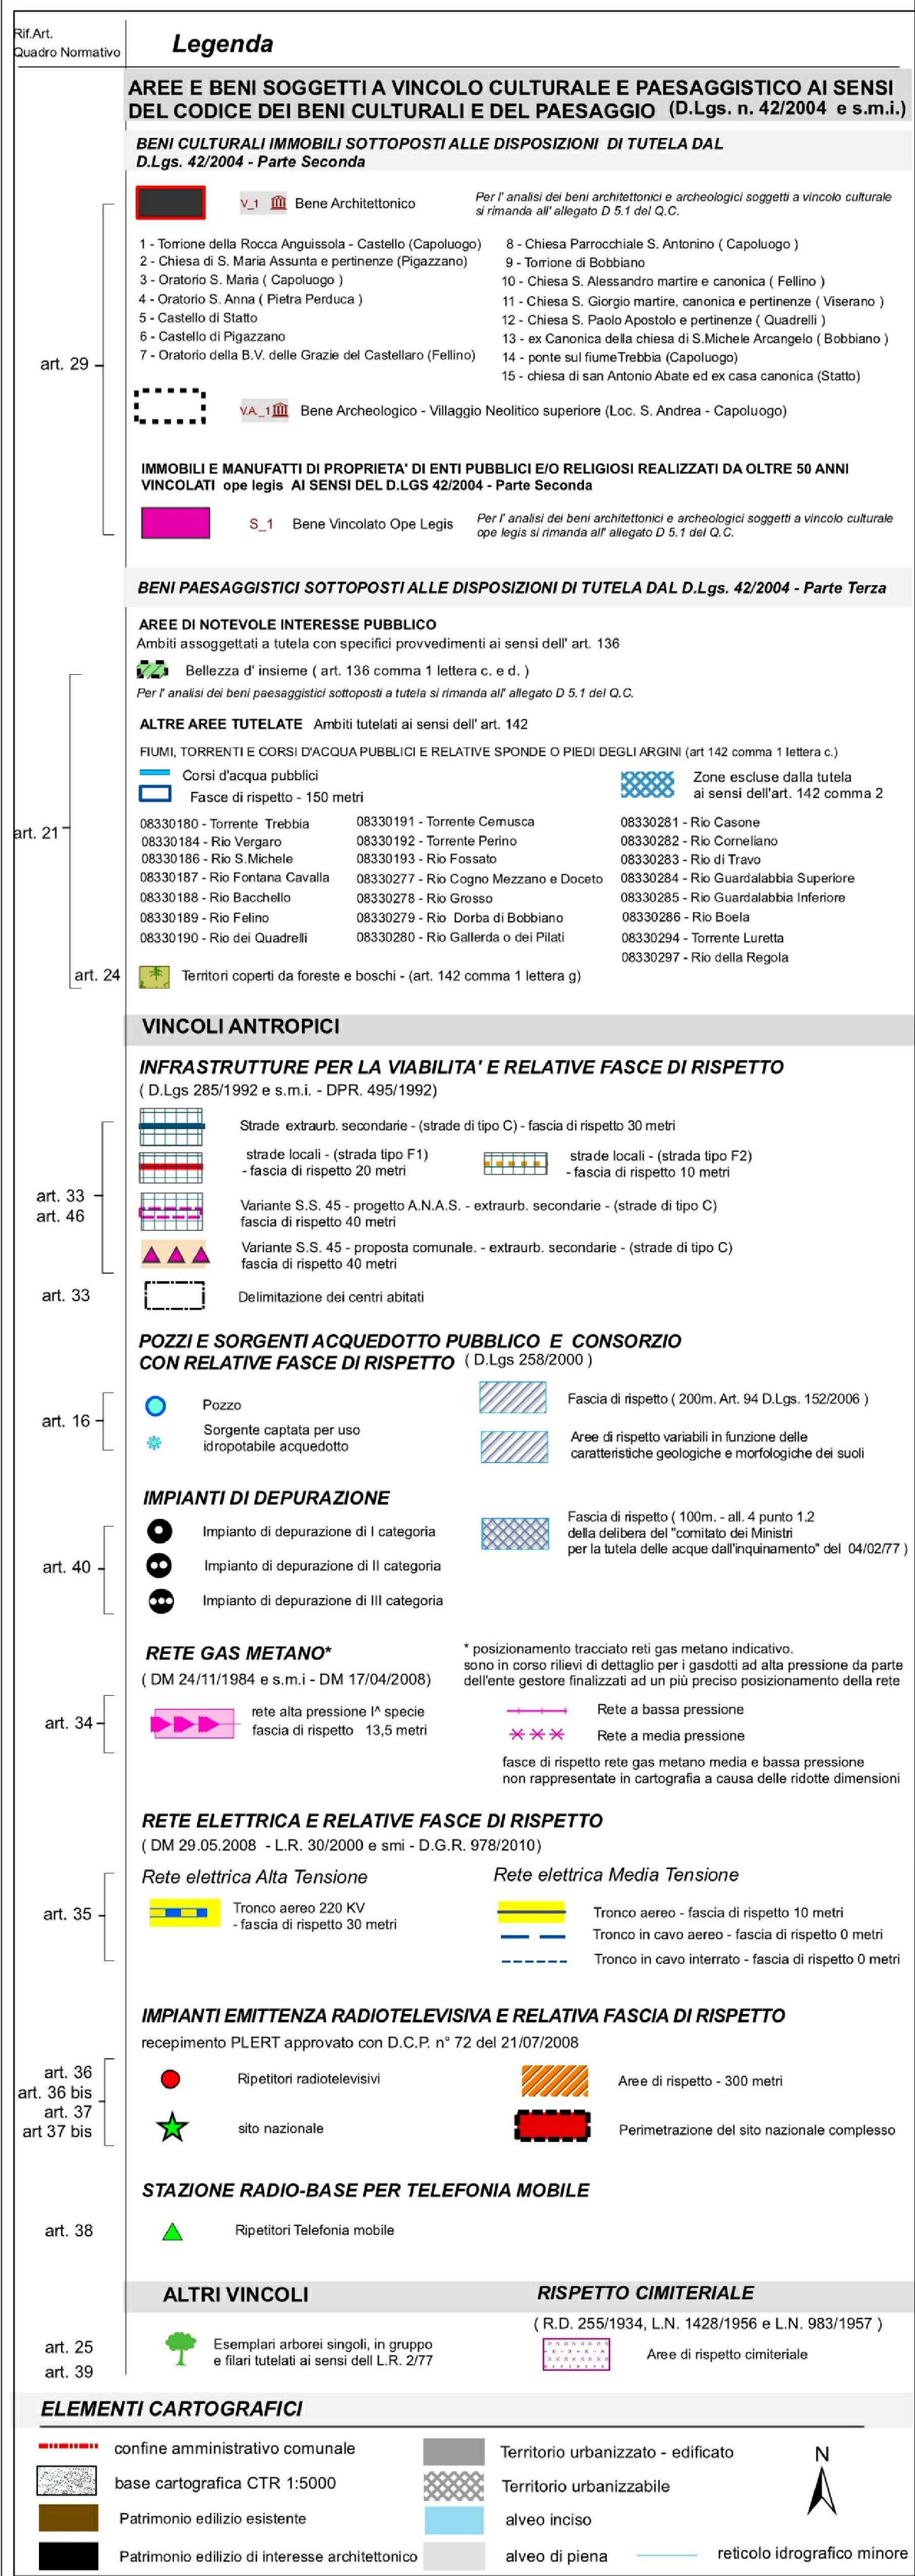 Rif.Art.
Quadro Normativo
Legenda
AREE E BENI SOGGETTI A VINCOLO CULTURALE E PAESAGGISTICO AI SENSI
DEL CODICE DEI BENI CULTURALI E DEL PAESAGGIO (D.Lgs. n. 42/2004 e s.m.i.)
BENI CULTURALI IMMOBILI SOTTOPOSTI ALLE DISPOSIZIONI DI TUTELA DAL
D.Lgs. 42/2004 - Parte Seconda
V_1 Bene Architettonico
Per l' analisi dei beni architettonici e archeologici soggetti a vincolo culturale
si rimanda all' allegato D 5.1 del Q.C.
1 - Torrione della Rocca Anguissola - Castello (Capoluogo)
2 - Chiesa di S. Maria Assunta e pertinenze (Pigazzano)
3 - Oratorio S. Maria ( Capoluogo )
4 - Oratorio S. Anna ( Pietra Perduca )
5 - Castello di Statto
6 - Castello di Pigazzano
7 - Oratorio della B.V. delle Grazie del Castellaro (Fellino)
8 - Chiesa Parrocchiale S. Antonino ( Capoluogo )
9 - Torrione di Bobbiano
10 - Chiesa S. Alessandro martire e canonica ( Fellino )
11 - Chiesa S. Giorgio martire, canonica e pertinenze ( Viserano )
12 - Chiesa S. Paolo Apostolo e pertinenze ( Quadrelli )
13 - ex Canonica della chiesa di S.Michele Arcangelo ( Bobbiano )
14 - ponte sul fiumeTrebbia (Capoluogo)
15 - chiesa di san Antonio Abate ed ex casa canonica (Statto)
art. 29
V.A._1 Bene Archeologico - Villaggio Neolitico superiore (Loc. S. Andrea - Capoluogo)
IMMOBILI E MANUFATTI DI PROPRIETA' DI ENTI PUBBLICI E/O RELIGIOSI REALIZZATI DA OLTRE 50 ANNI
VINCOLATI ope legis AI SENSI DEL D.LGS 42/2004 - Parte Seconda
S_1 Bene Vincolato Ope Legis
Per l' analisi dei beni architettonici e archeologici soggetti a vincolo culturale
ope legis si rimanda all' allegato D 5.1 del Q.C.
BENI PAESAGGISTICI SOTTOPOSTI ALLE DISPOSIZIONI DI TUTELA DAL D.Lgs. 42/2004 - Parte Terza
AREE DI NOTEVOLE INTERESSE PUBBLICO
Ambiti assoggettati a tutela con specifici provvedimenti ai sensi dell' art. 136
Bellezza d' insieme ( art. 136 comma 1 lettera c. e d. )
Per l' analisi dei beni paesaggistici sottoposti a tutela si rimanda all' allegato D 5.1 del Q.C.
ALTRE AREE TUTELATE Ambiti tutelati ai sensi dell' art. 142
FIUMI, TORRENTI E CORSI D'ACQUA PUBBLICI E RELATIVE SPONDE O PIEDI DEGLI ARGINI (art 142 comma 1 lettera c.)
Corsi d'acqua pubblici
Fasce di rispetto - 150 metri
Zone escluse dalla tutela
ai sensi dell'art. 142 comma 2
art. 21
08330180 - Torrente Trebbia
08330184 - Rio Vergaro
08330186 - Rio S.Michele
08330187 - Rio Fontana Cavalla
08330188 - Rio Bacchello
08330189 - Rio Felino
08330190 - Rio dei Quadrelli
08330191 - Torrente Cernusca
08330192 - Torrente Perino
08330193 - Rio Fossato
08330277 - Rio Cogno Mezzano e Doceto
08330278 - Rio Grosso
08330279 - Rio Dorba di Bobbiano
08330280 - Rio Gallerda o dei Pilati
08330281 - Rio Casone
08330282 - Rio Corneliano
08330283 - Rio di Travo
08330284 - Rio Guardalabbia Superiore
08330285 - Rio Guardalabbia Inferiore
08330286 - Rio Boela
08330294 - Torrente Luretta
08330297 - Rio della Regola
art. 24
Territori coperti da foreste e boschi - (art. 142 comma 1 lettera g)
VINCOLI ANTROPICI
INFRASTRUTTURE PER LA VIABILITA' E RELATIVE FASCE DI RISPETTO
( D.Lgs 285/1992 e s.m.i. - DPR. 495/1992)
Strade extraurb. secondarie - (strade di tipo C) - fascia di rispetto 30 metri
strade locali - (strada tipo F1)
- fascia di rispetto 20 metri
strade locali - (strada tipo F2)
- fascia di rispetto 10 metri
art. 33
art. 46
Variante S.S. 45 - progetto A.N.A.S. - extraurb. secondarie - (strade di tipo C)
fascia di rispetto 40 metri
Variante S.S. 45 - proposta comunale. - extraurb. secondarie - (strade di tipo C)
fascia di rispetto 40 metri
art. 33
Delimitazione dei centri abitati
POZZI E SORGENTI ACQUEDOTTO PUBBLICO E CONSORZIO
CON RELATIVE FASCE DI RISPETTO ( D.Lgs 258/2000 )
art. 16
Pozzo
Sorgente captata per uso
idropotabile acquedotto
Fascia di rispetto ( 200m. Art. 94 D.Lgs. 152/2006 )
Aree di rispetto variabili in funzione delle
caratteristiche geologiche e morfologiche dei suoli
IMPIANTI DI DEPURAZIONE
art. 40
Impianto di depurazione di I categoria
Impianto di depurazione di II categoria
Impianto di depurazione di III categoria
Fascia di rispetto ( 100m. - all. 4 punto 1.2
della delibera del "comitato dei Ministri
per la tutela delle acque dall'inquinamento" del 04/02/77 )
RETE GAS METANO*
( DM 24/11/1984 e s.m.i - DM 17/04/2008)
* posizionamento tracciato reti gas metano indicativo.
sono in corso rilievi di dettaglio per i gasdotti ad alta pressione da parte
dell'ente gestore finalizzati ad un più preciso posizionamento della rete
art. 34
rete alta pressione I^ specie
fascia di rispetto 13,5 metri
Rete a bassa pressione
Rete a media pressione
fasce di rispetto rete gas metano media e bassa pressione
non rappresentate in cartografia a causa delle ridotte dimensioni
RETE ELETTRICA E RELATIVE FASCE DI RISPETTO
( DM 29.05.2008 - L.R. 30/2000 e smi - D.G.R. 978/2010)
Rete elettrica Alta Tensione
Rete elettrica Media Tensione
art. 35
Tronco aereo 220 KV
- fascia di rispetto 30 metri
Tronco aereo - fascia di rispetto 10 metri
Tronco in cavo aereo - fascia di rispetto 0 metri
Tronco in cavo interrato - fascia di rispetto 0 metri
IMPIANTI EMITTENZA RADIOTELEVISIVA E RELATIVA FASCIA DI RISPETTO
recepimento PLERT approvato con D.C.P. n° 72 del 21/07/2008
art. 36
art. 36 bis
art. 37
art 37 bis
Ripetitori radiotelevisivi
Aree di rispetto - 300 metri
sito nazionale
Perimetrazione del sito nazionale complesso
STAZIONE RADIO-BASE PER TELEFONIA MOBILE
art. 38
Ripetitori Telefonia mobile
ALTRI VINCOLI
RISPETTO CIMITERIALE
( R.D. 255/1934, L.N. 1428/1956 e L.N. 983/1957 )
art. 25
art. 39
Esemplari arborei singoli, in gruppo
e filari tutelati ai sensi dell L.R. 2/77
Aree di rispetto cimiteriale
ELEMENTI CARTOGRAFICI
confine amministrativo comunale
base cartografica CTR 1:5000
Patrimonio edilizio esistente
Patrimonio edilizio di interesse architettonico
Territorio urbanizzato - edificato
Territorio urbanizzabile
alveo inciso
alveo di piena
N
reticolo idrografico minore